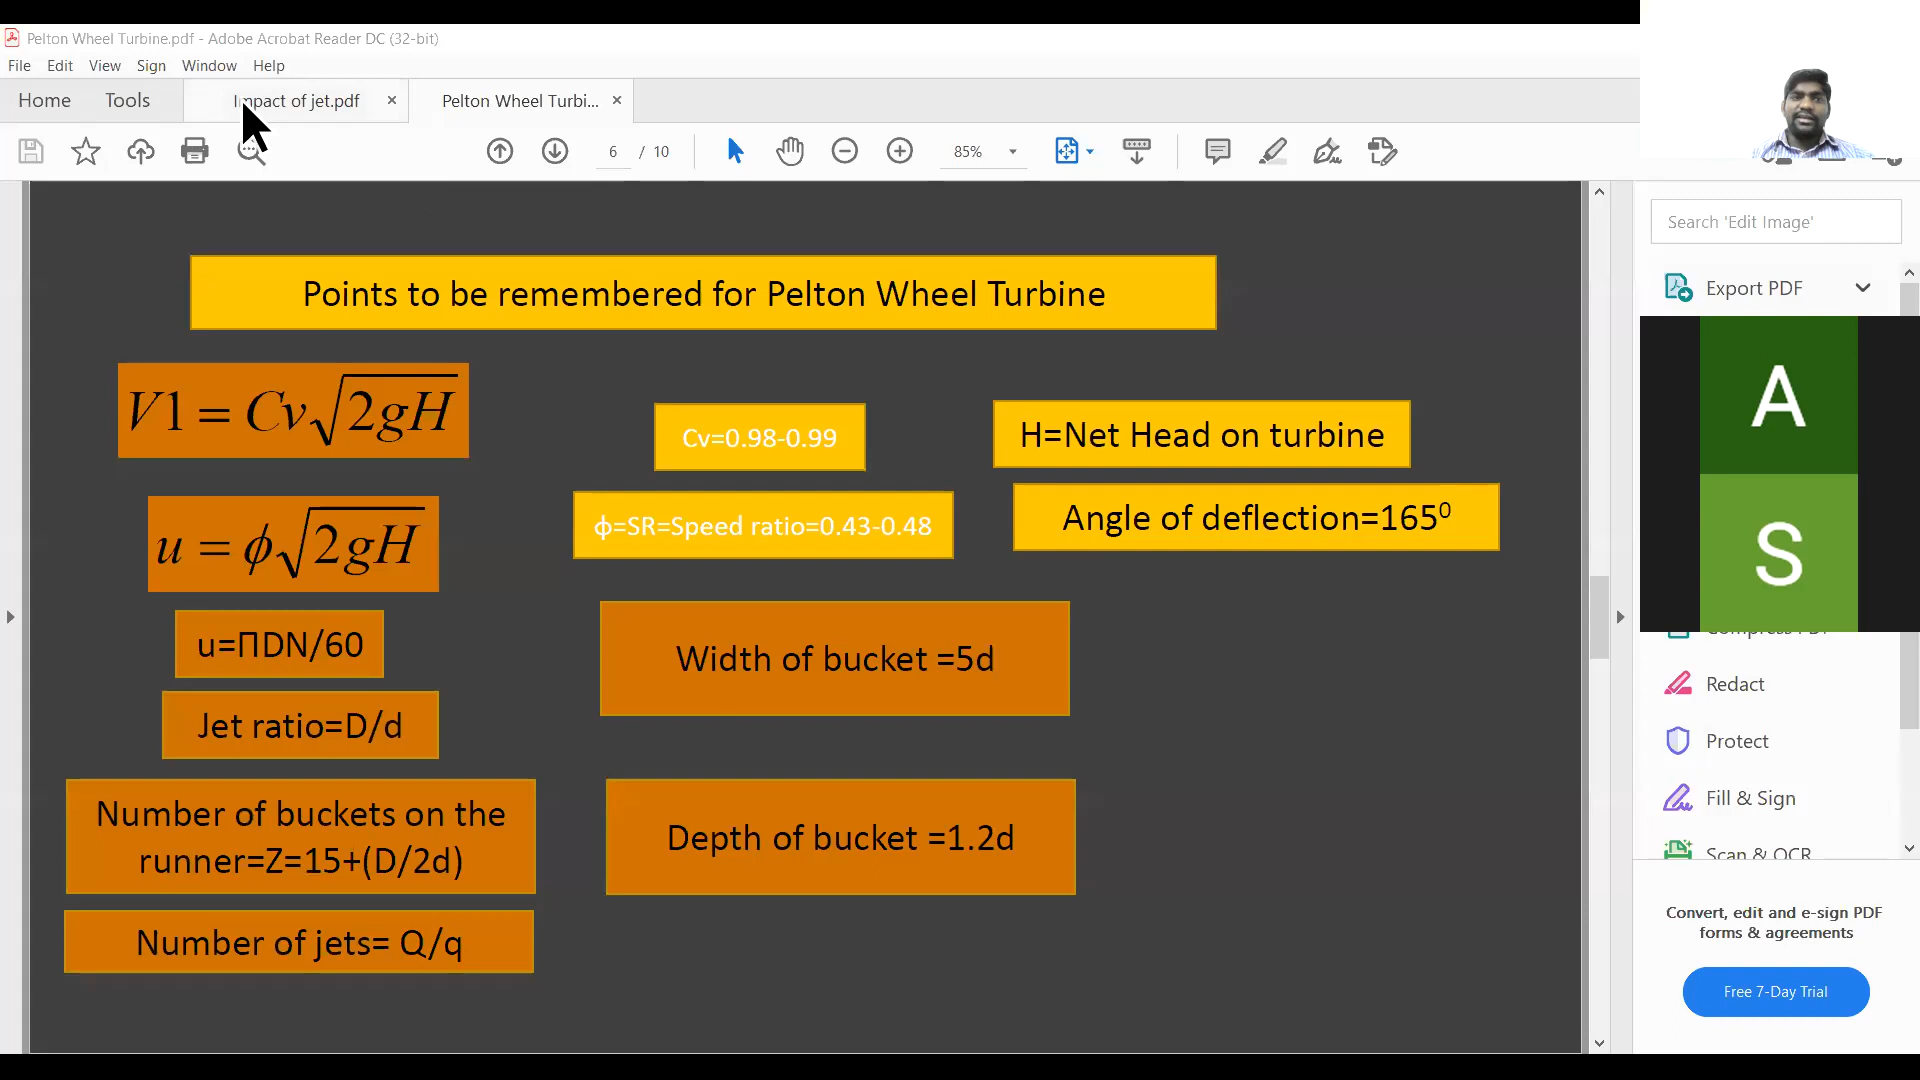 Pelton Wheel Turbine.pdf - Adobe Acrobat Reader DC (32-bit)
File Edit View Sign Window Help
Home Tools Impact of jet.pdf × Pelton Wheel Turbi... ×
6 / 10 85%
Search 'Edit Image'
Export PDF
Points to be remembered for Pelton Wheel Turbine
V1 = Cv√2gH
Cv=0.98-0.99
H=Net Head on turbine
u = ϕ√2gH
ϕ=SR=Speed ratio=0.43-0.48
Angle of deflection=165⁰
u=ΠDN/60
Width of bucket =5d
Jet ratio=D/d
Number of buckets on the
runner=Z=15+(D/2d)
Depth of bucket =1.2d
Number of jets= Q/q
A
S
Compress PDF
Redact
Protect
Fill & Sign
Scan & OCR
Convert, edit and e-sign PDF
forms & agreements
Free 7-Day Trial